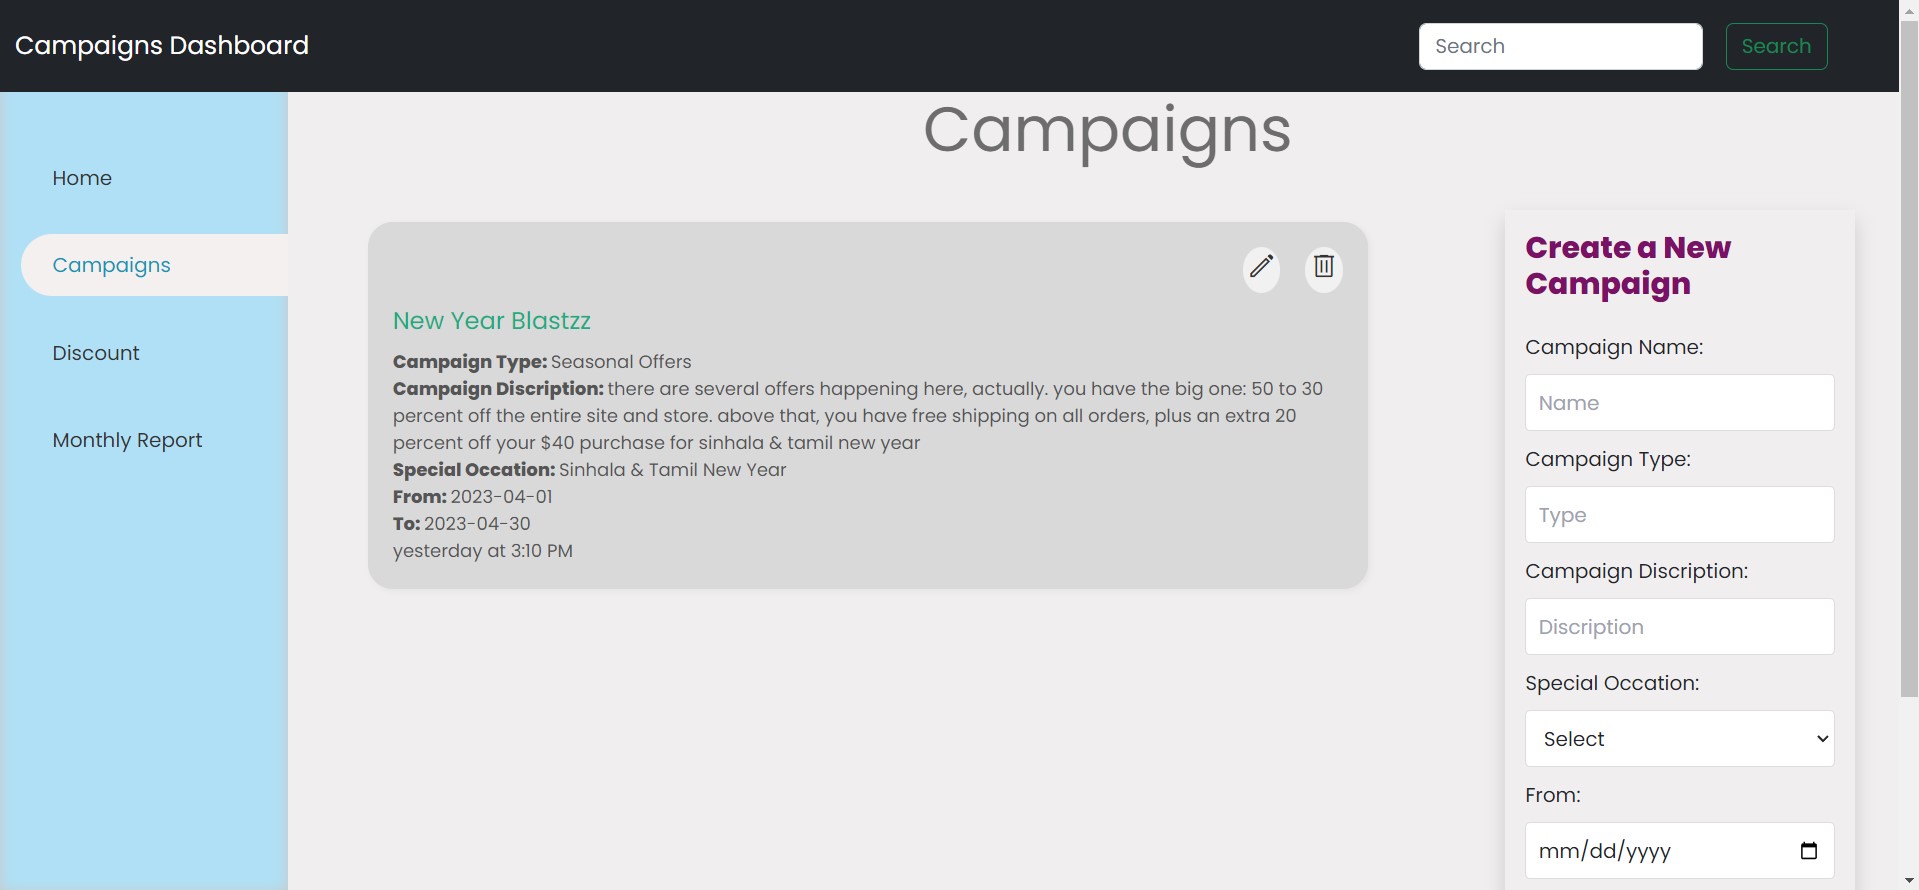 Campaigns Dashboard
Search
Search
Home
Campaigns
Discount
Monthly Report
Campaigns
New Year Blastzz
Campaign Type: Seasonal Offers
Campaign Discription: there are several offers happening here, actually. you have the big one: 50 to 30
percent off the entire site and store. above that, you have free shipping on all orders, plus an extra 20
percent off your $40 purchase for sinhala & tamil new year
Special Occation: Sinhala & Tamil New Year
From: 2023-04-01
To: 2023-04-30
yesterday at 3:10 PM
Create a New
Campaign
Campaign Name:
Name
Campaign Type:
Type
Campaign Discription:
Discription
Special Occation:
Select
From:
mm/dd/yyyy